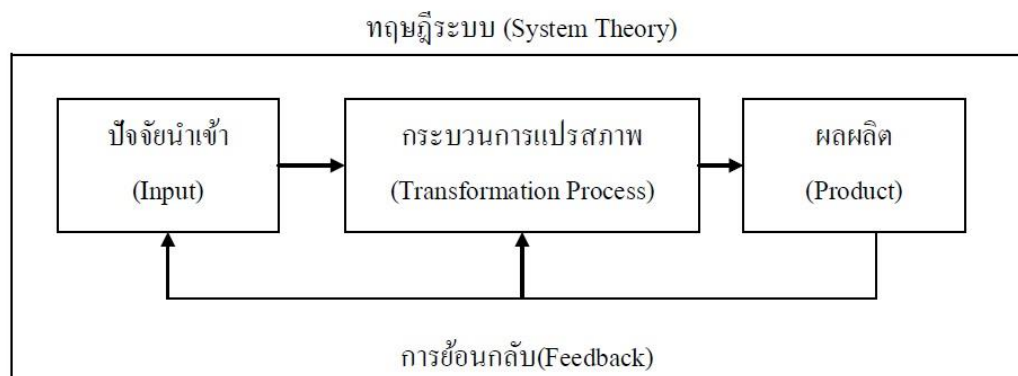 ทฤษฎีระบบ (System Theory)
ปัจจัยนำเข้า
(Input)
กระบวนการแปรสภาพ
(Transformation Process)
ผลผลิต
(Product)
การย้อนกลับ(Feedback)